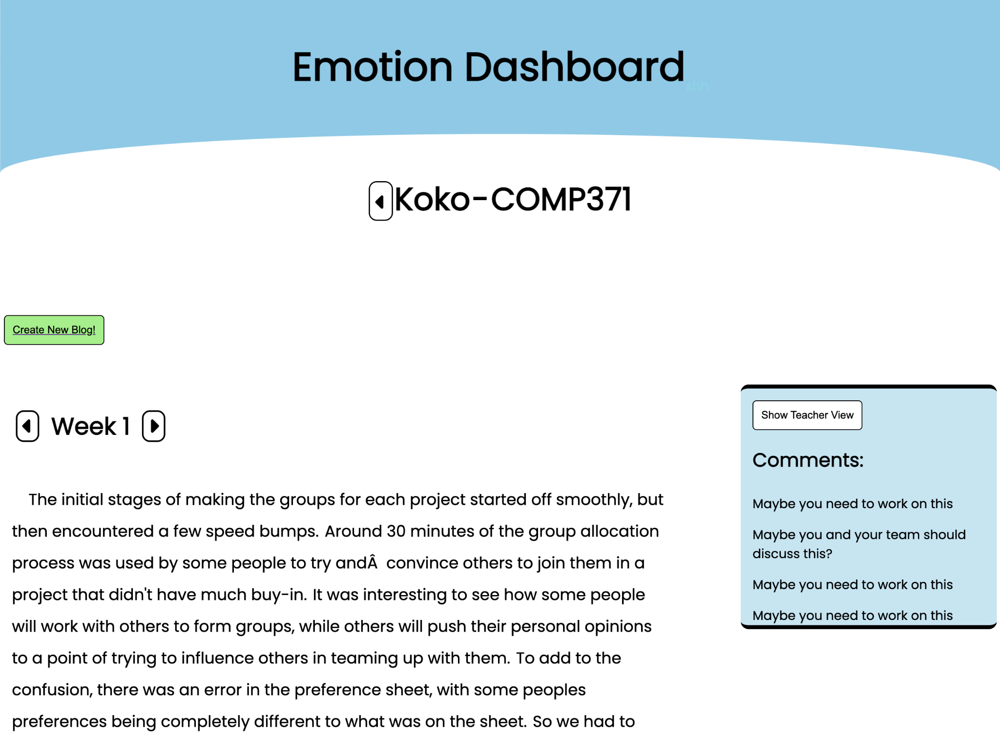 Emotion Dashboard
shh
Koko-COMP371
Create New Blog!
Week 1
The initial stages of making the groups for each project started off smoothly, but
then encountered a few speed bumps. Around 30 minutes of the group allocation
process was used by some people to try andÂ  convince others to join them in a
project that didn't have much buy-in. It was interesting to see how some people
will work with others to form groups, while others will push their personal opinions
to a point of trying to influence others in teaming up with them. To add to the
confusion, there was an error in the preference sheet, with some peoples
preferences being completely different to what was on the sheet. So we had to
Show Teacher View
Comments:
Maybe you need to work on this
Maybe you and your team should
discuss this?
Maybe you need to work on this
Maybe you need to work on this